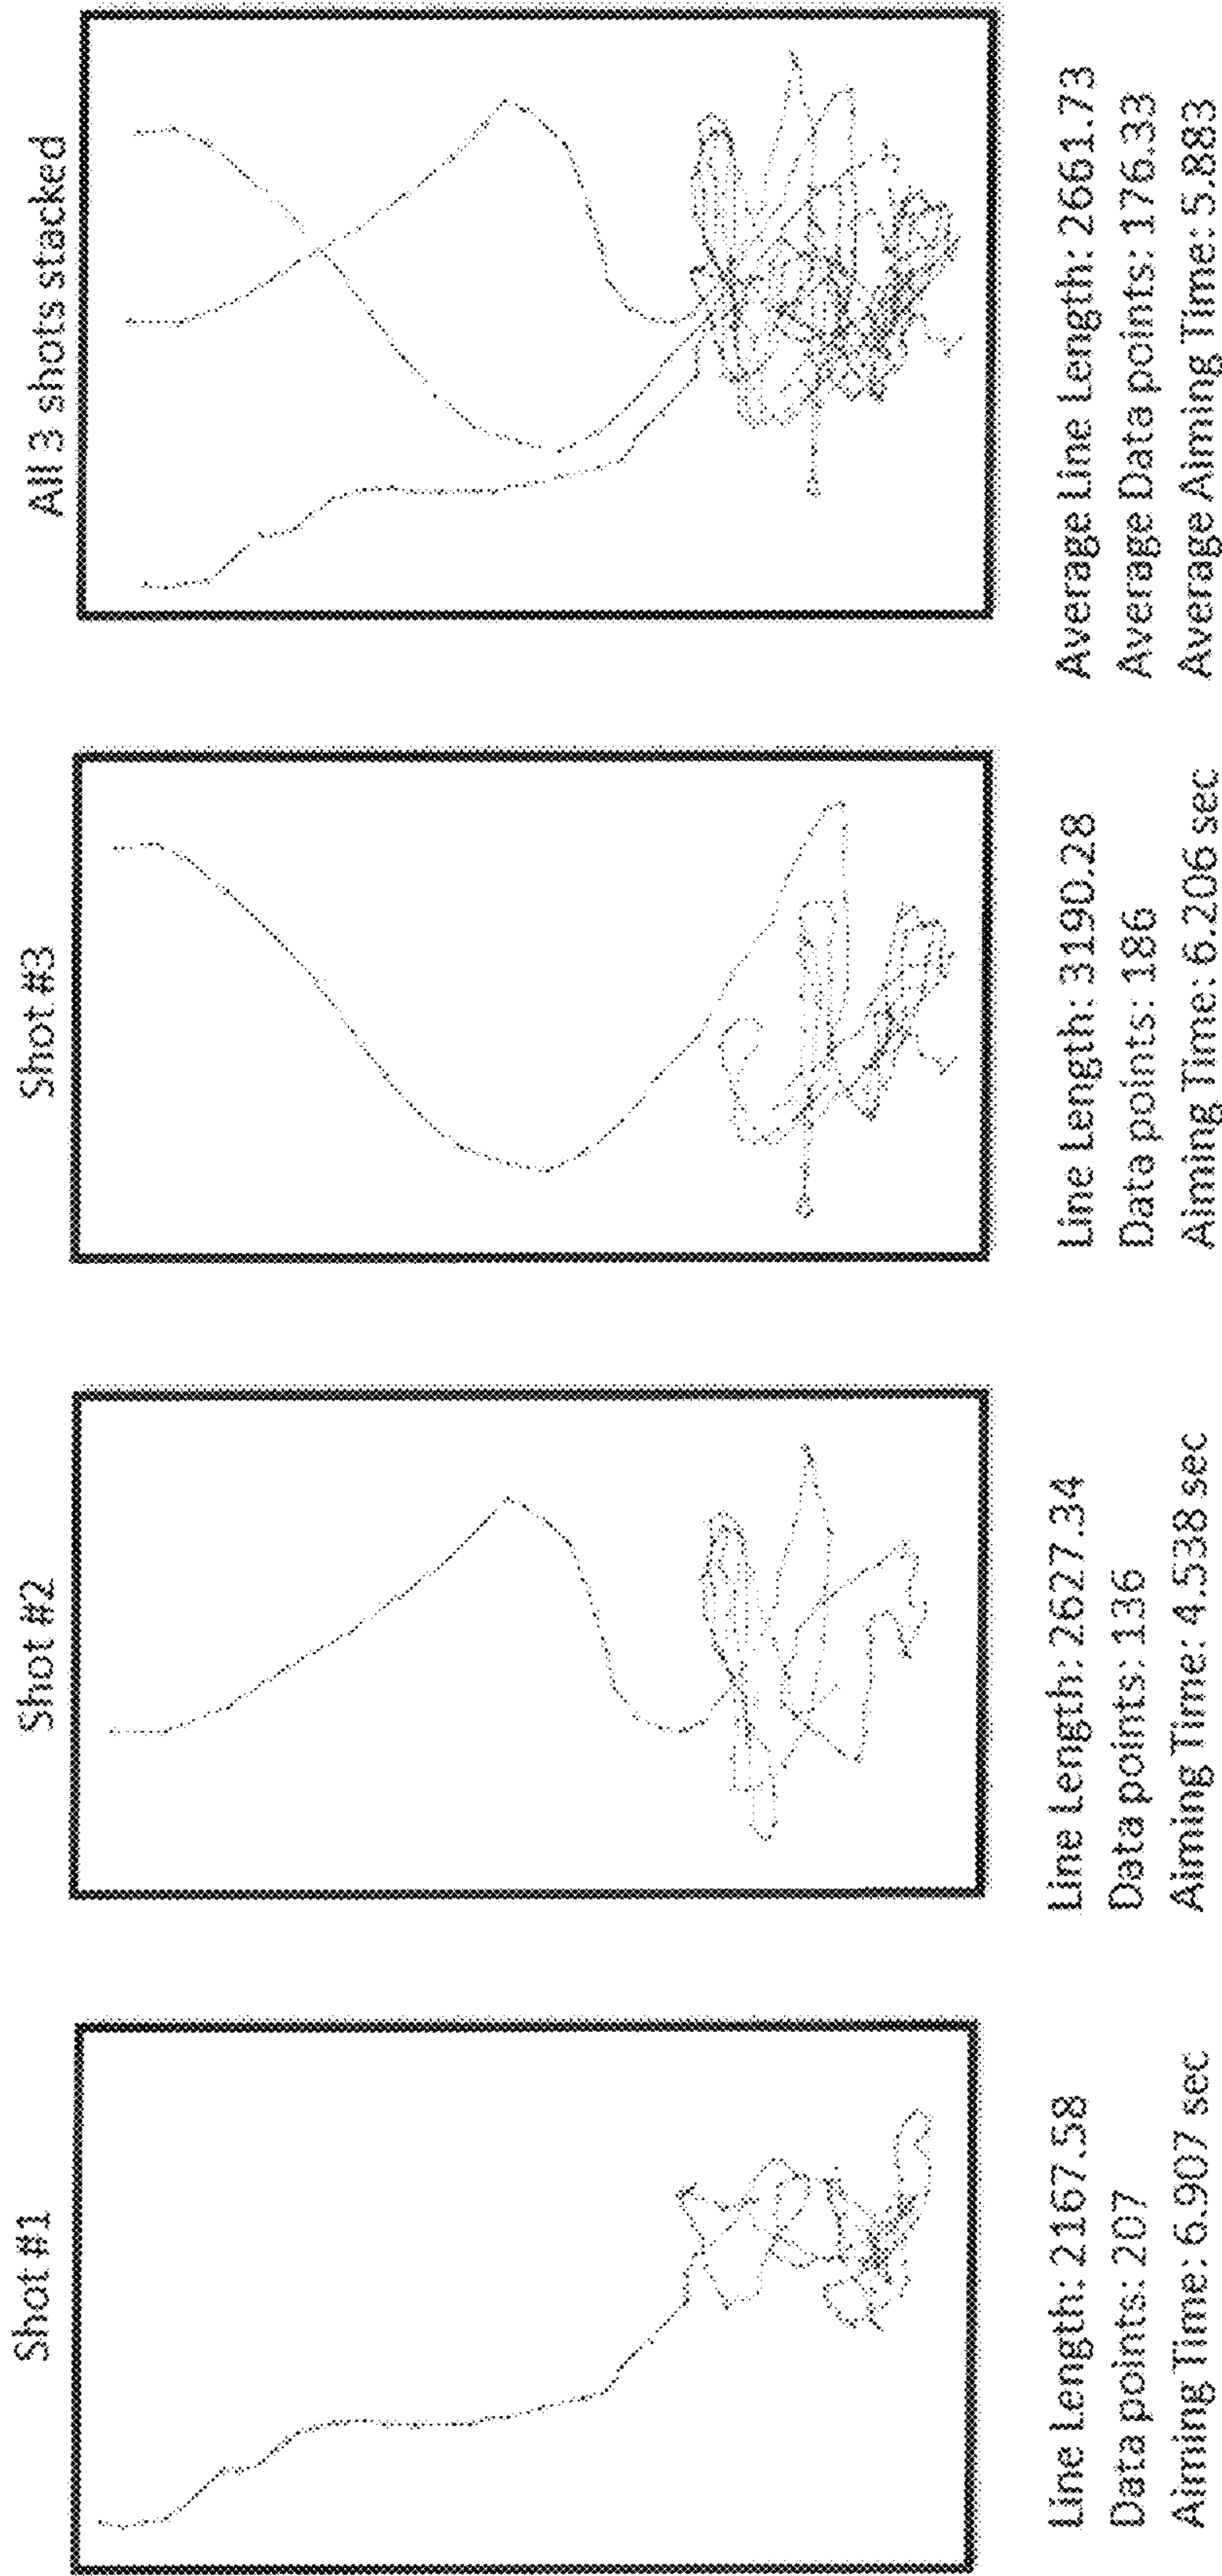 Shot #1
Line Length: 2167.58
Data points: 207
Aiming Time: 6.907 sec
Shot #2
Line Length: 2627.34
Data points: 136
Aiming Time: 4.538 sec
Shot #3
Line Length: 3190.28
Data points: 186
Aiming Time: 6.206 sec
All 3 shots stacked
Average Line Length: 2661.73
Average Data points: 176.33
Average Aiming Time: 5.883